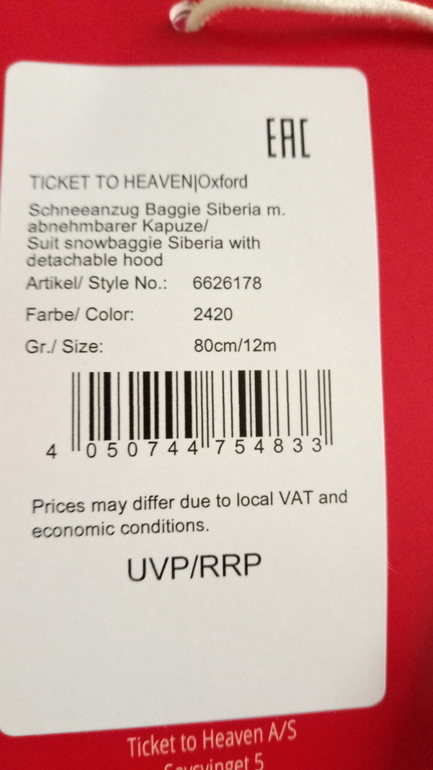 EAC
TICKET TO HEAVEN|Oxford
Schneeanzug Baggie Siberia m.
abnehmbarer Kapuze/
Suit snowbaggie Siberia with
detachable hood
Artikel/ Style No.: 6626178
Farbe/ Color: 2420
Gr./ Size: 80cm/12m
4 050744 754833
Prices may differ due to local VAT and
economic conditions.
UVP/RRP
Ticket to Heaven A/S
5